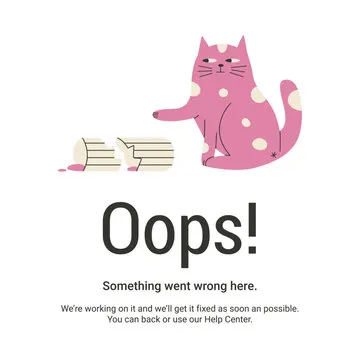 Oops!
Something went wrong here.
We're working on it and we'll get it fixed as soon an possible.
You can back or use our Help Center.